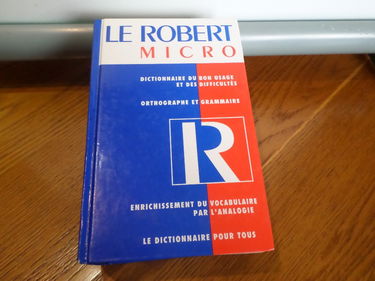 LE ROBERT
MICRO
DICTIONNAIRE DU BON USAGE
ET DES DIFFICULTÉS
ORTHOGRAPHE ET GRAMMAIRE
R
ENRICHISSEMENT DU VOCABULAIRE
PAR L'ANALOGIE
LE DICTIONNAIRE POUR TOUS